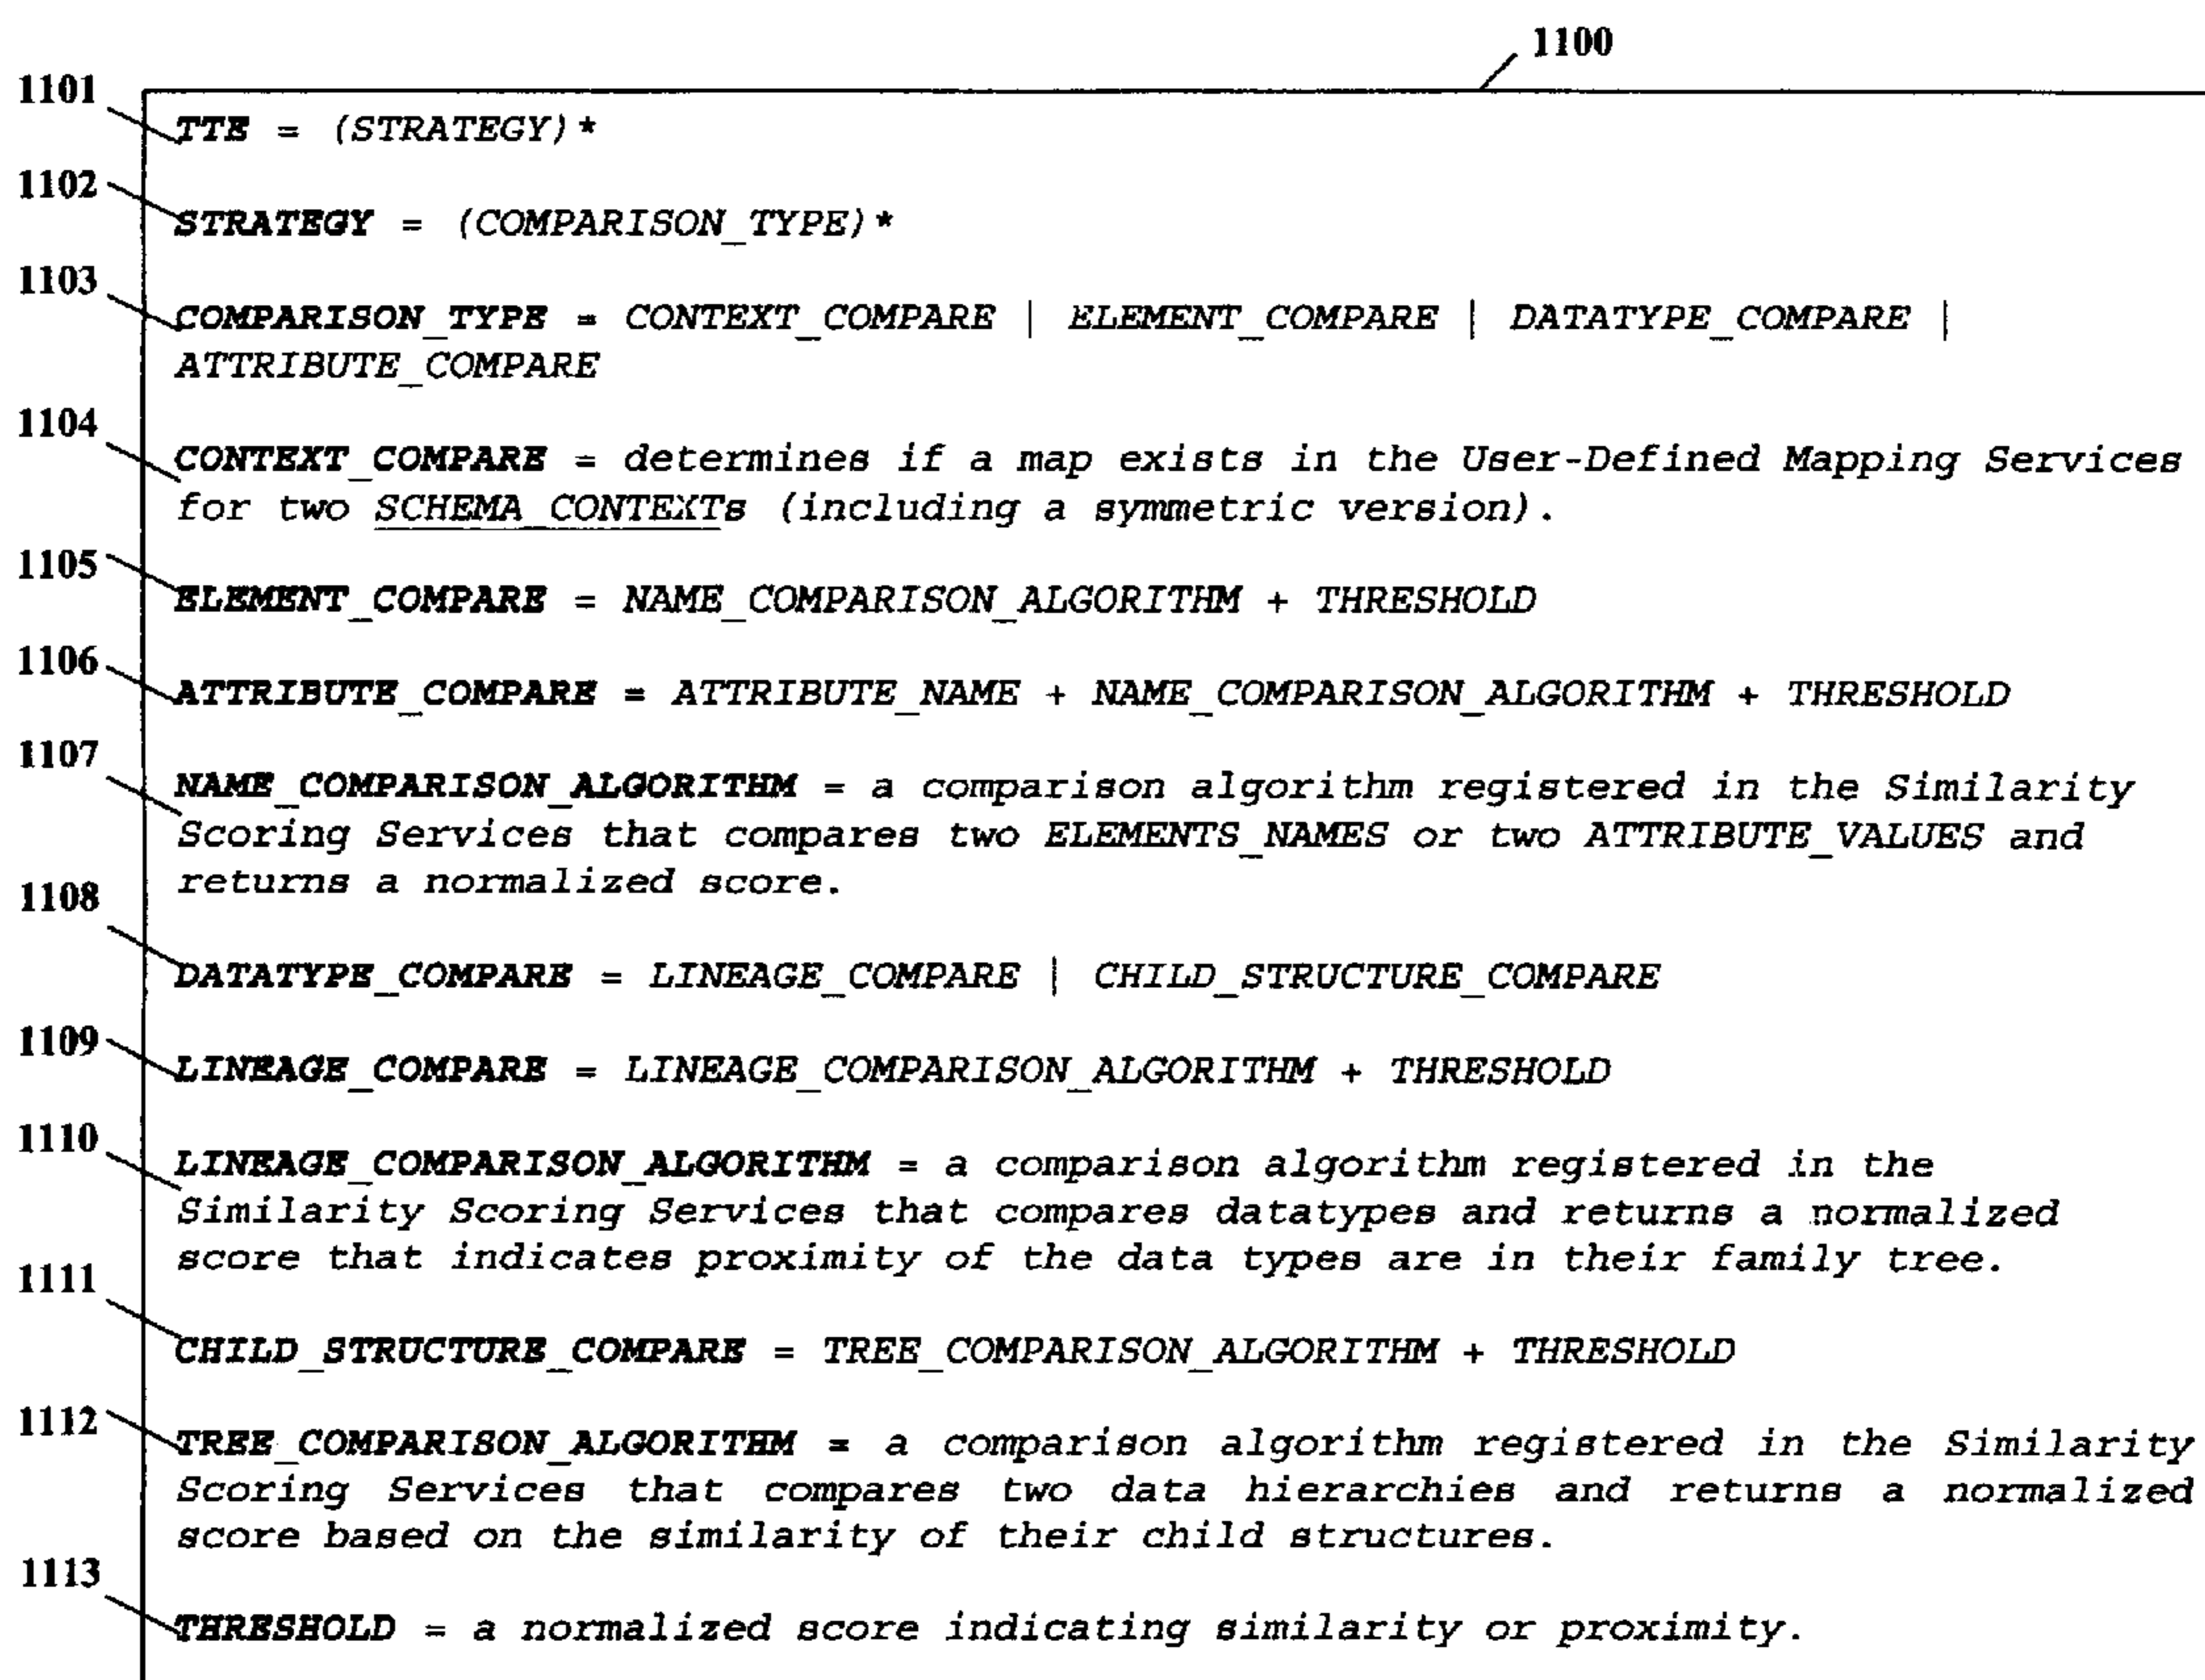 1100
1101
TTE = (STRATEGY)*
1102
STRATEGY = (COMPARISON_TYPE)*
1103
COMPARISON_TYPE = CONTEXT_COMPARE | ELEMENT_COMPARE | DATATYPE_COMPARE |
ATTRIBUTE_COMPARE
1104
CONTEXT_COMPARE = determines if a map exists in the User-Defined Mapping Services
for two SCHEMA_CONTEXTs (including a symmetric version).
1105
ELEMENT_COMPARE = NAME_COMPARISON_ALGORITHM + THRESHOLD
1106
ATTRIBUTE_COMPARE = ATTRIBUTE_NAME + NAME_COMPARISON_ALGORITHM + THRESHOLD
1107
NAME_COMPARISON_ALGORITHM = a comparison algorithm registered in the Similarity
Scoring Services that compares two ELEMENTS_NAMES or two ATTRIBUTE_VALUES and
returns a normalized score.
1108
DATATYPE_COMPARE = LINEAGE_COMPARE | CHILD_STRUCTURE_COMPARE
1109
LINEAGE_COMPARE = LINEAGE_COMPARISON_ALGORITHM + THRESHOLD
1110
LINEAGE_COMPARISON_ALGORITHM = a comparison algorithm registered in the
Similarity Scoring Services that compares datatypes and returns a normalized
score that indicates proximity of the data types are in their family tree.
1111
CHILD_STRUCTURE_COMPARE = TREE_COMPARISON_ALGORITHM + THRESHOLD
1112
TREE_COMPARISON_ALGORITHM = a comparison algorithm registered in the Similarity
Scoring Services that compares two data hierarchies and returns a normalized
score based on the similarity of their child structures.
1113
THRESHOLD = a normalized score indicating similarity or proximity.